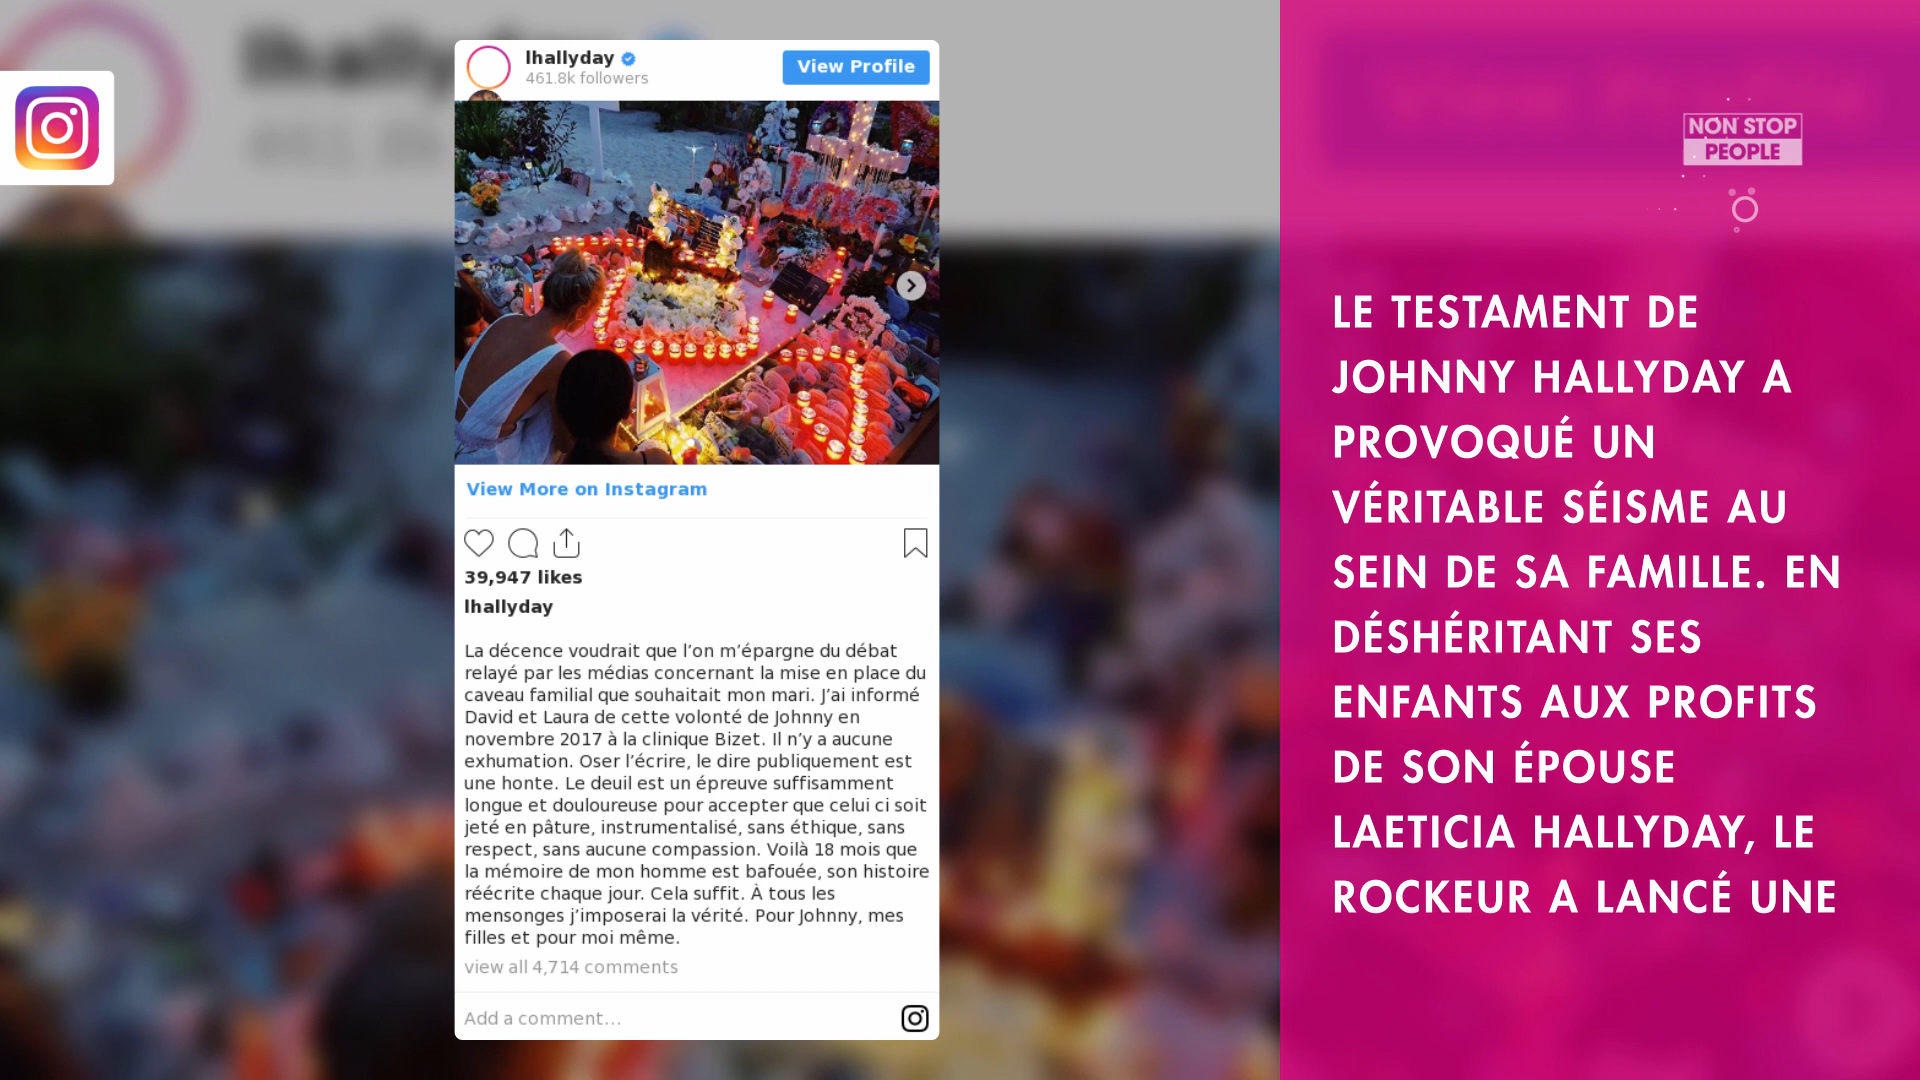 lhallyday
461.8k followers
View Profile
View More on Instagram
39,947 likes
lhallyday
La décence voudrait que l’on m’épargne du débat
relayé par les médias concernant la mise en place du
caveau familial que souhaitait mon mari. J’ai informé
David et Laura de cette volonté de Johnny en
novembre 2017 à la clinique Bizet. Il n’y a aucune
exhumation. Oser l’écrire, le dire publiquement est
une honte. Le deuil est un épreuve suffisamment
longue et douloureuse pour accepter que celui ci soit
jeté en pâture, instrumentalisé, sans éthique, sans
respect, sans aucune compassion. Voilà 18 mois que
la mémoire de mon homme est bafouée, son histoire
réécrite chaque jour. Cela suffit. À tous les
mensonges j’imposerai la vérité. Pour Johnny, mes
filles et pour moi même.
view all 4,714 comments
Add a comment...
NON STOP
PEOPLE
LE TESTAMENT DE
JOHNNY HALLYDAY A
PROVOQUÉ UN
VÉRITABLE SÉISME AU
SEIN DE SA FAMILLE. EN
DÉSHÉRITANT SES
ENFANTS AUX PROFITS
DE SON ÉPOUSE
LAETICIA HALLYDAY, LE
ROCKEUR A LANCÉ UNE